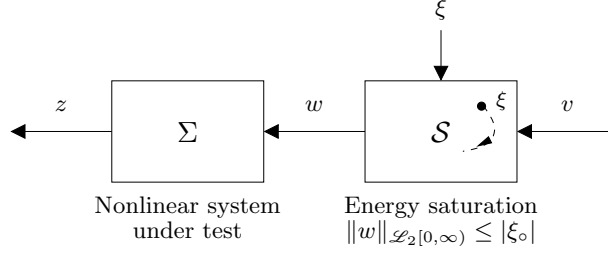 ξ
z
Σ
w
𝒮
ξ
v
Nonlinear system
under test
Energy saturation
‖w‖ℒ₂[0,∞) ≤ |ξ∘|